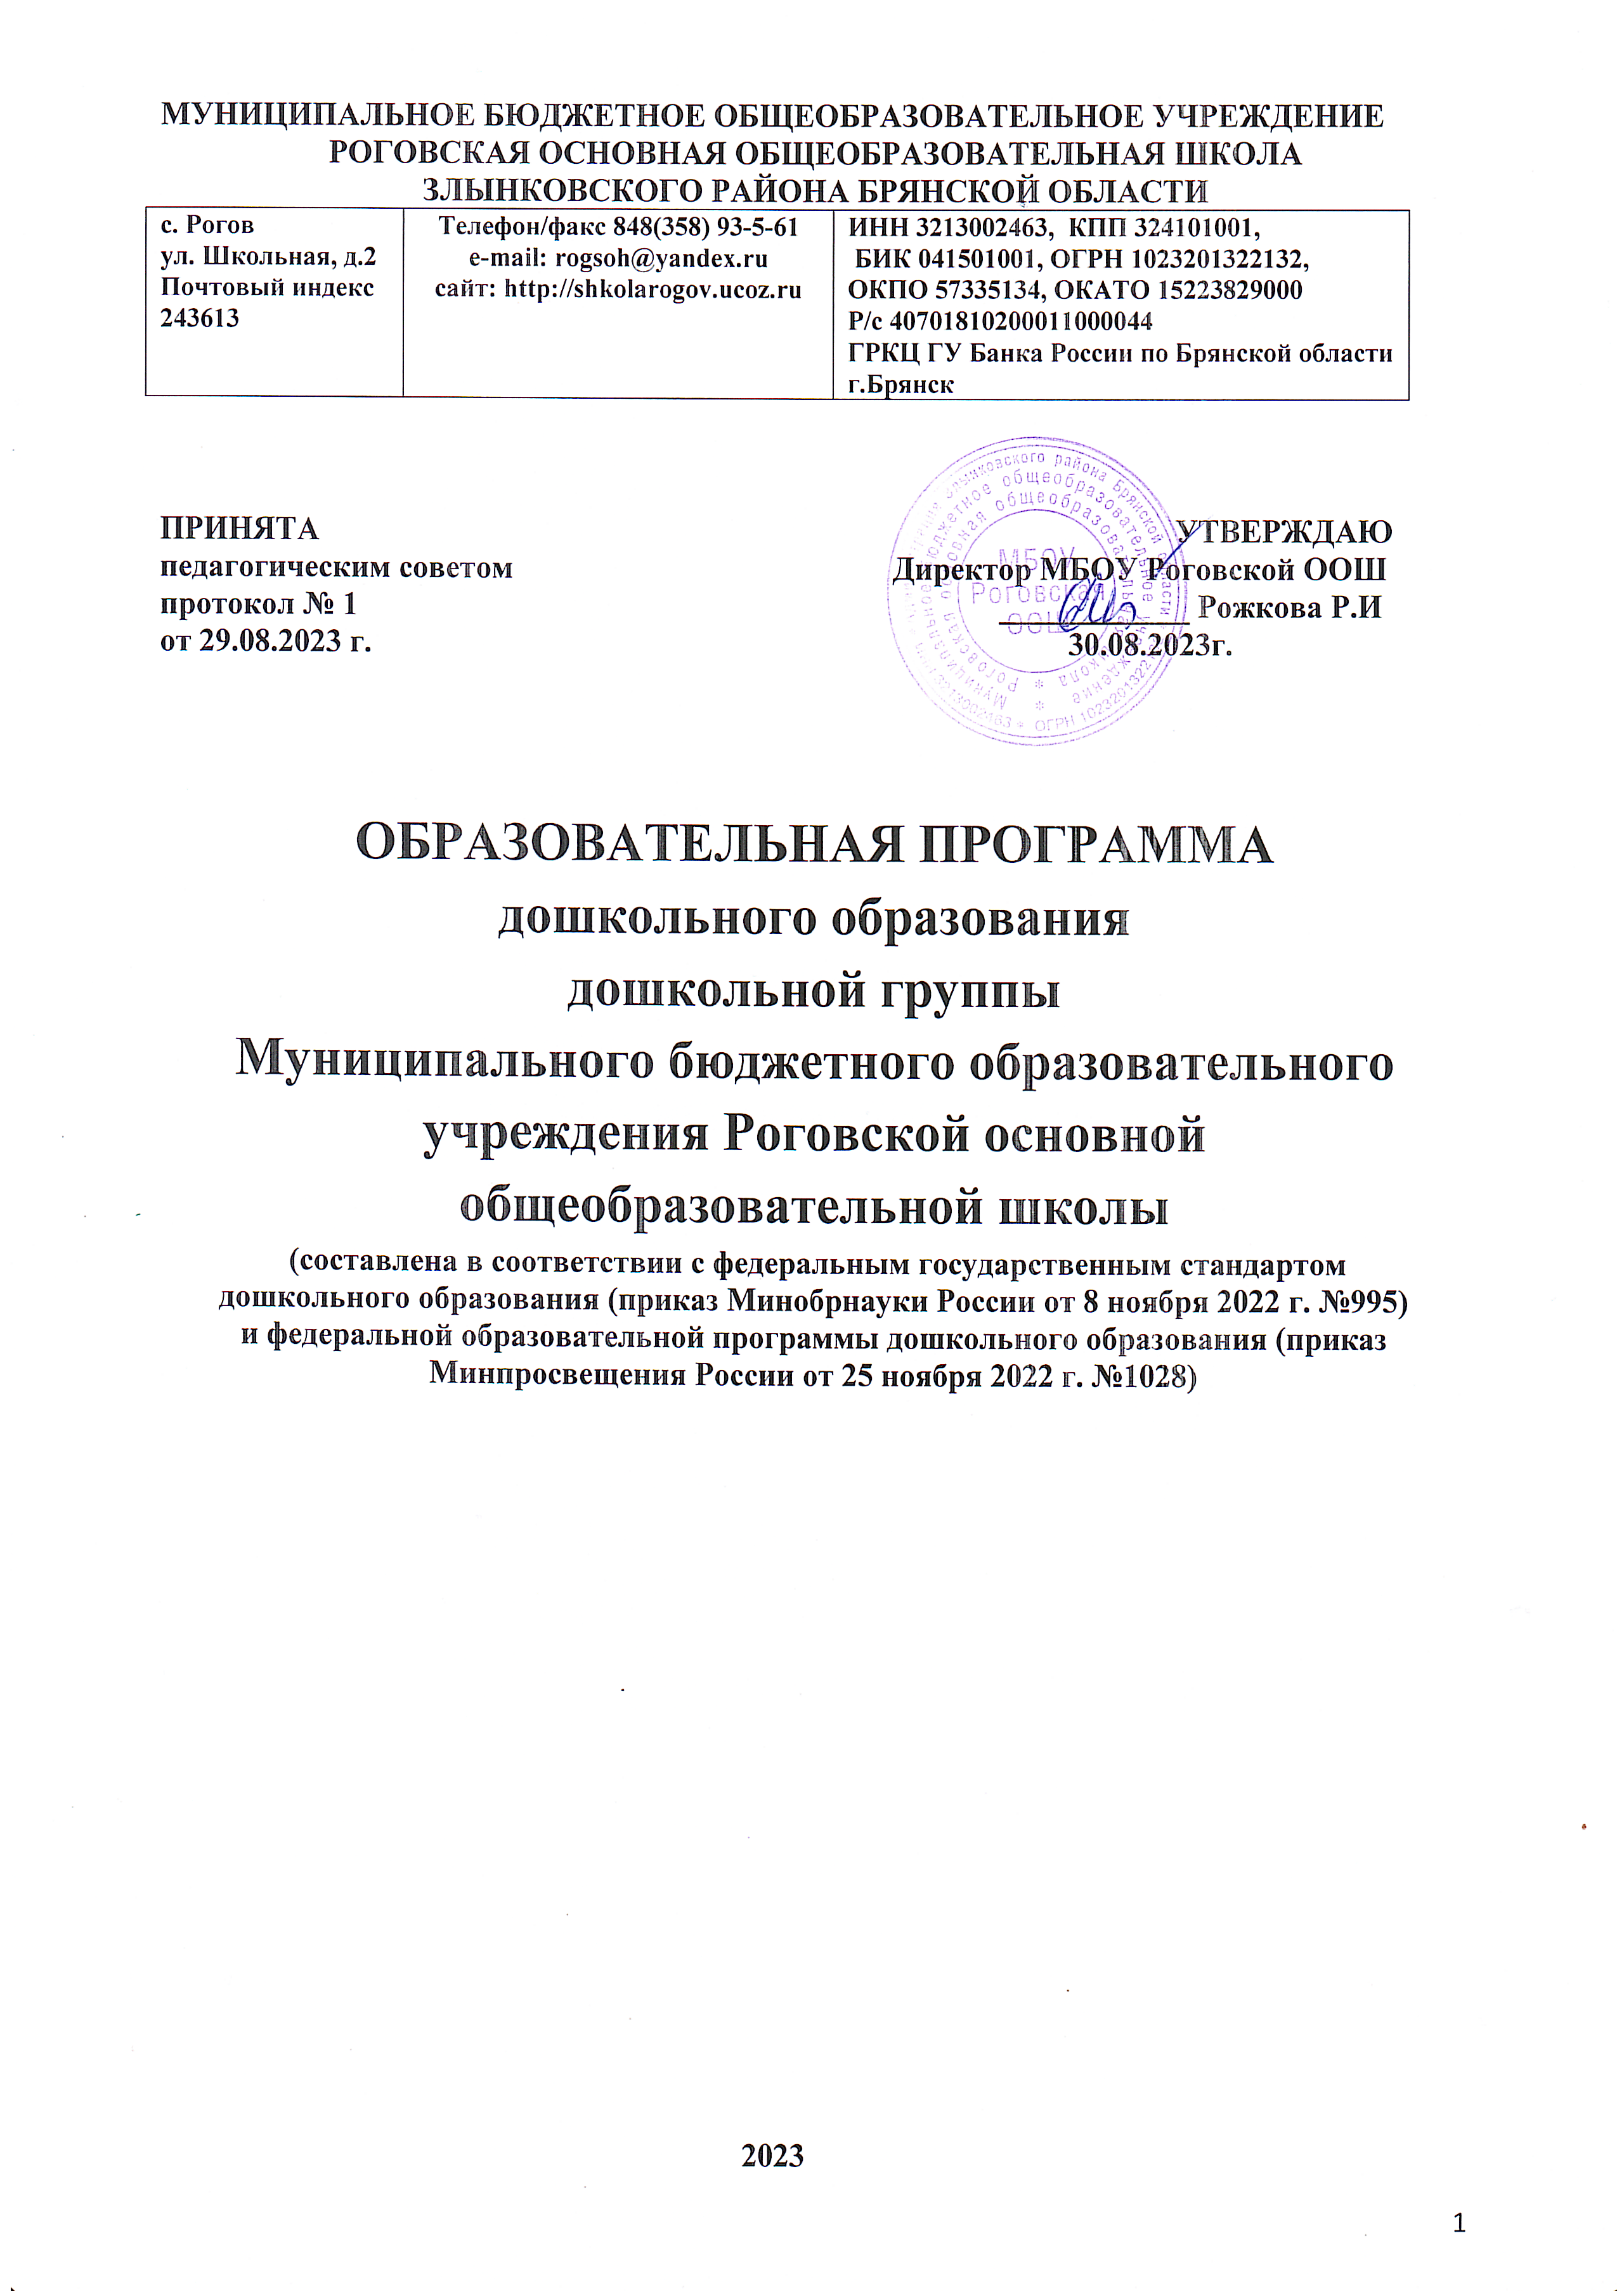 МУНИЦИПАЛЬНОЕ БЮДЖЕТНОЕ ОБЩЕОБРАЗОВАТЕЛЬНОЕ УЧРЕЖДЕНИЕ
РОГОВСКАЯ ОСНОВНАЯ ОБЩЕОБРАЗОВАТЕЛЬНАЯ ШКОЛА
ЗЛЫНКОВСКОГО РАЙОНА БРЯНСКОЙ ОБЛАСТИ
с. Рогов
ул. Школьная, д.2
Почтовый индекс
243613
Телефон/факс 848(358) 93-5-61
e-mail: rogsoh@yandex.ru
сайт: http://shkolarogov.ucoz.ru
ИНН 3213002463, КПП 324101001,
БИК 041501001, ОГРН 1023201322132,
ОКПО 57335134, ОКАТО 15223829000
Р/с 40701810200011000044
ГРКЦ ГУ Банка России по Брянской области
г.Брянск
ПРИНЯТА
педагогическим советом
протокол № 1
от 29.08.2023 г.
УТВЕРЖДАЮ
Директор МБОУ Роговской ООШ
Рожкова Р.И
30.08.2023г.
МБОУ
Роговская
ООШ
ОБРАЗОВАТЕЛЬНАЯ ПРОГРАММА
дошкольного образования
дошкольной группы
Муниципального бюджетного образовательного
учреждения Роговской основной
общеобразовательной школы
(составлена в соответствии с федеральным государственным стандартом
дошкольного образования (приказ Минобрнауки России от 8 ноября 2022 г. №995)
и федеральной образовательной программы дошкольного образования (приказ
Минпросвещения России от 25 ноября 2022 г. №1028)
2023
1